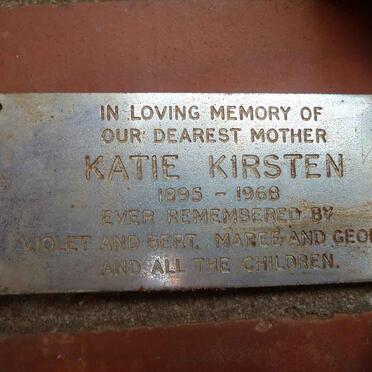 IN LOVING MEMORY OF
OUR DEAREST MOTHER
KATIE KIRSTEN
1895 - 1968
EVER REMEMBERED BY
VIOLET AND BERT. MAREE AND
AND ALL THE CHILDREN.